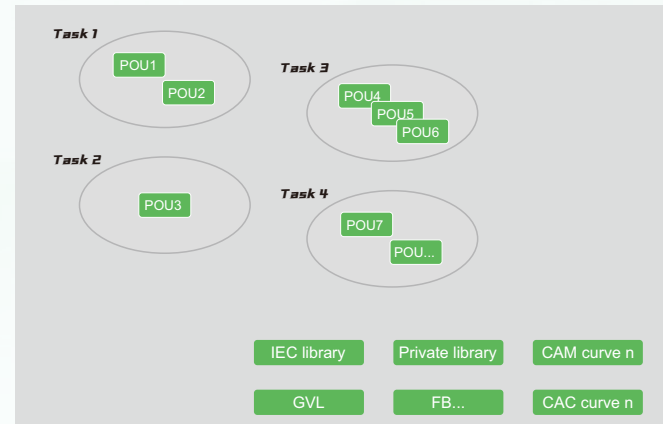 Task 1
POU1
POU2
Task 3
POU4
POU5
POU6
Task 2
POU3
Task 4
POU7
POU...
IEC library
Private library
CAM curve n
GVL
FB...
CAC curve n